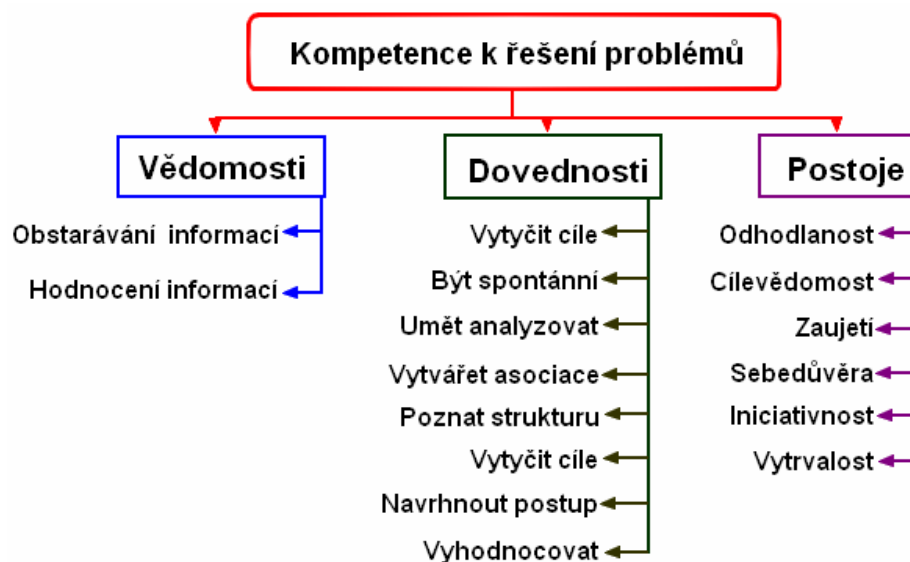 Kompetence k řešení problémů
Vědomosti
Obstarávání informací
Hodnocení informací
Dovednosti
Vytyčit cíle
Být spontánní
Umět analyzovat
Vytvářet asociace
Poznat strukturu
Vytyčit cíle
Navrhnout postup
Vyhodnocovat
Postoje
Odhodlanost
Cílevědomost
Zaujetí
Sebedůvěra
Iniciativnost
Vytrvalost